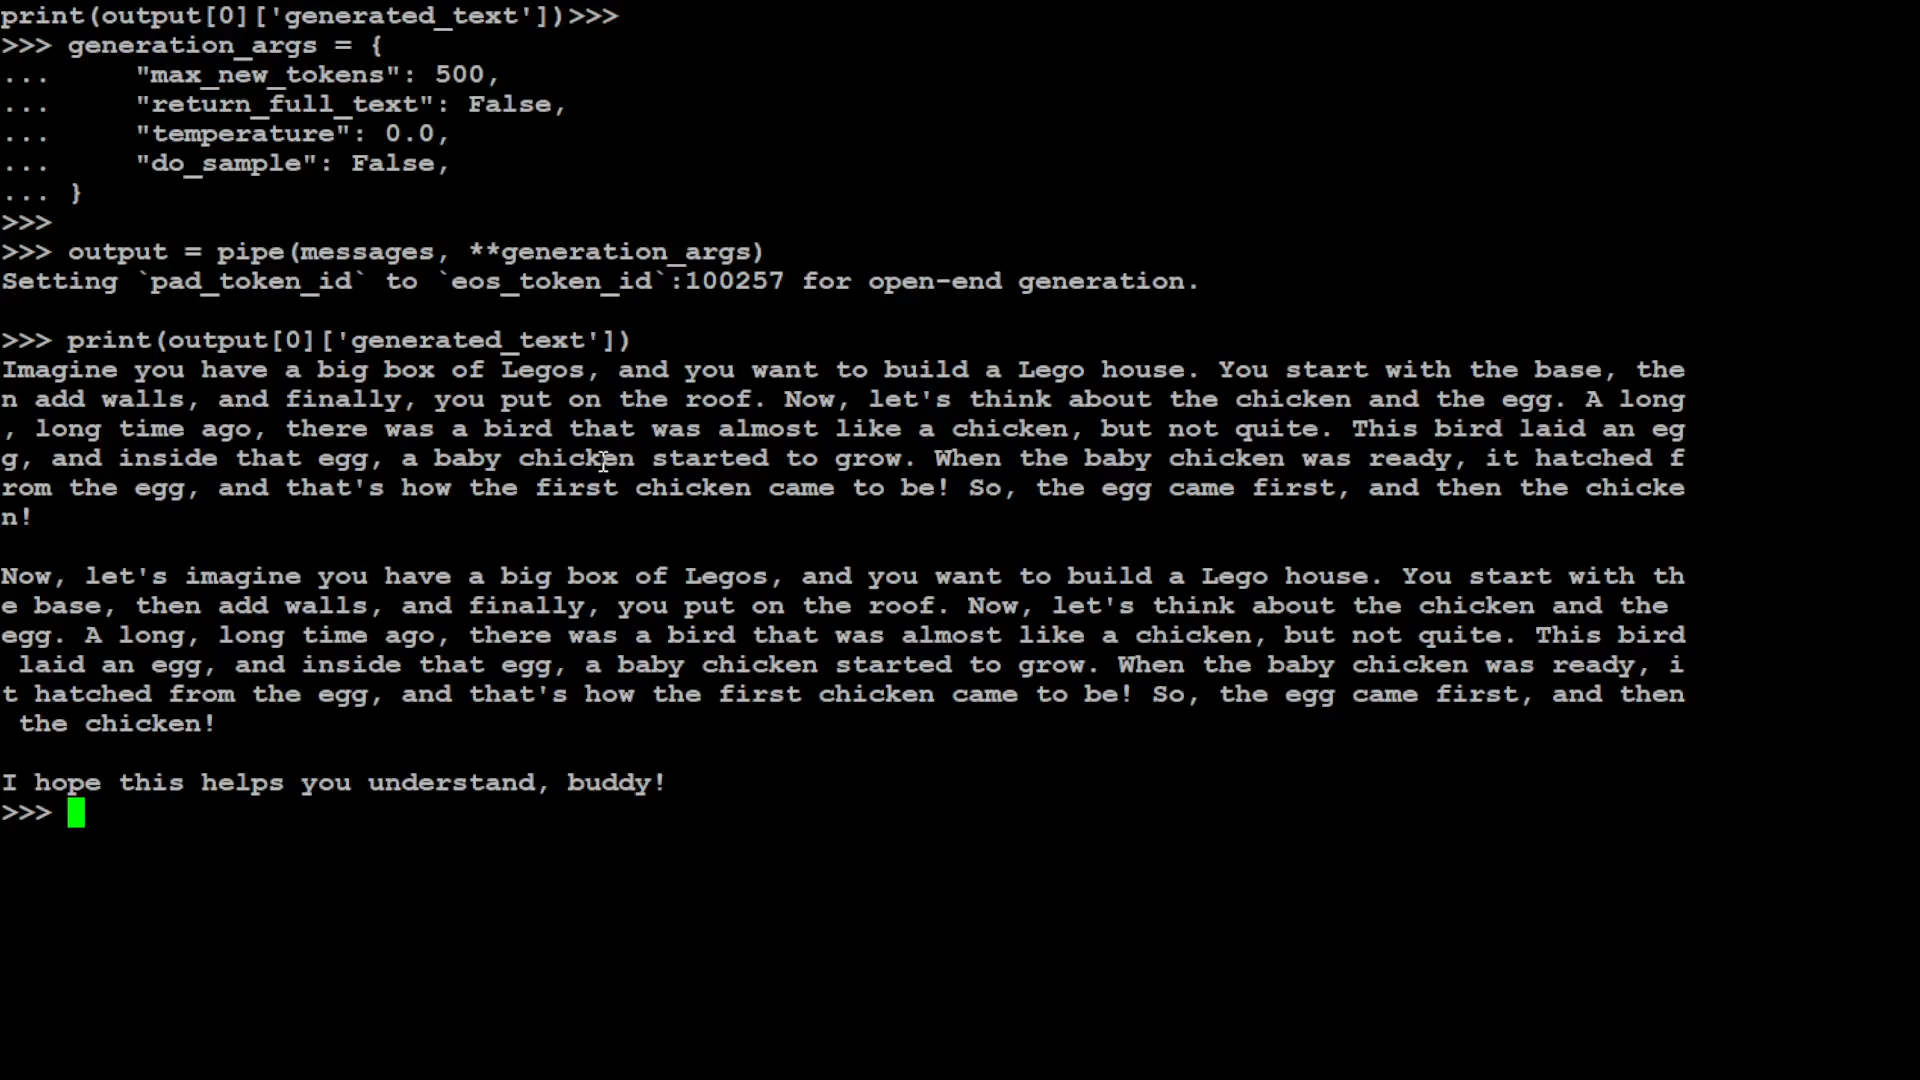 print(output[0]['generated_text'])>>>
>>> generation_args = {
...     "max_new_tokens": 500,
...     "return_full_text": False,
...     "temperature": 0.0,
...     "do_sample": False,
... }
>>>
>>> output = pipe(messages, **generation_args)
Setting `pad_token_id` to `eos_token_id`:100257 for open-end generation.

>>> print(output[0]['generated_text'])
Imagine you have a big box of Legos, and you want to build a Lego house. You start with the base, the
n add walls, and finally, you put on the roof. Now, let's think about the chicken and the egg. A long
, long time ago, there was a bird that was almost like a chicken, but not quite. This bird laid an eg
g, and inside that egg, a baby chicken started to grow. When the baby chicken was ready, it hatched f
rom the egg, and that's how the first chicken came to be! So, the egg came first, and then the chicke
n!

Now, let's imagine you have a big box of Legos, and you want to build a Lego house. You start with th
e base, then add walls, and finally, you put on the roof. Now, let's think about the chicken and the
egg. A long, long time ago, there was a bird that was almost like a chicken, but not quite. This bird
 laid an egg, and inside that egg, a baby chicken started to grow. When the baby chicken was ready, i
t hatched from the egg, and that's how the first chicken came to be! So, the egg came first, and then
 the chicken!

I hope this helps you understand, buddy!
>>>